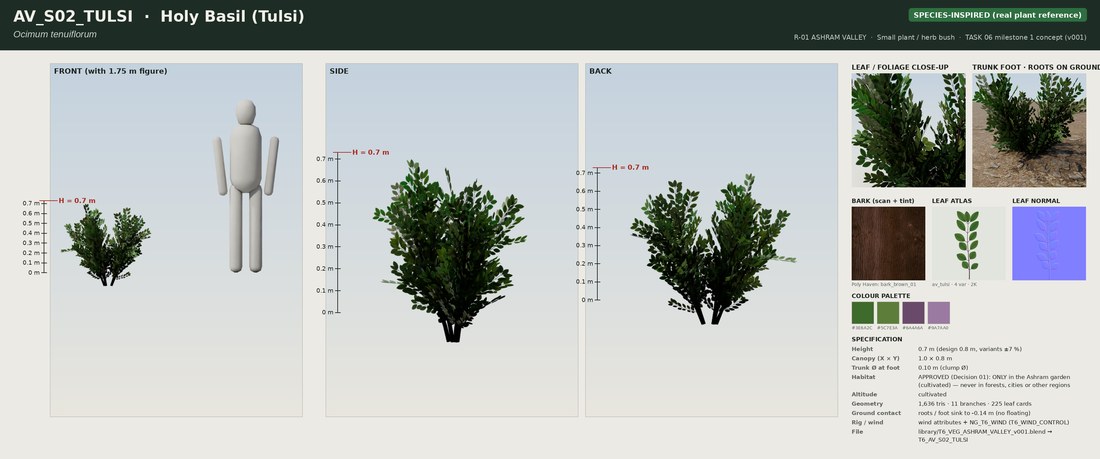 AV_S02_TULSI · Holy Basil (Tulsi)
Ocimum tenuiflorum
SPECIES-INSPIRED (real plant reference)
R-01 ASHRAM VALLEY · Small plant / herb bush · TASK 06 milestone 1 concept (v001)
FRONT (with 1.75 m figure)
H = 0.7 m
0.7 m
0.6 m
0.5 m
0.4 m
0.3 m
0.2 m
0.1 m
0 m
SIDE
H = 0.7 m
0.7 m
0.6 m
0.5 m
0.4 m
0.3 m
0.2 m
0.1 m
0 m
BACK
H = 0.7 m
0.7 m
0.6 m
0.5 m
0.4 m
0.3 m
0.2 m
0.1 m
0 m
LEAF / FOLIAGE CLOSE-UP
TRUNK FOOT · ROOTS ON GROUND
BARK (scan + tint)
LEAF ATLAS
LEAF NORMAL
Poly Haven: bark_brown_01
av_tulsi · 4 var · 2K
COLOUR PALETTE
SPECIFICATION
Height 0.7 m (design 0.8 m, variants ±7 %)
Canopy (X × Y) 1.0 × 0.8 m
Trunk Ø at foot 0.10 m (clump Ø)
Habitat APPROVED (Decision 01): ONLY in the Ashram garden
(cultivated) — never in forests, cities or other regions
Altitude cultivated
Geometry 1,636 tris · 11 branches · 225 leaf cards
Ground contact roots / foot sink to -0.14 m (no floating)
Rig / wind wind attributes + NG_T6_WIND (T6_WIND_CONTROL)
File library/T6_VEG_ASHRAM_VALLEY_v001.blend →
T6_AV_S02_TULSI